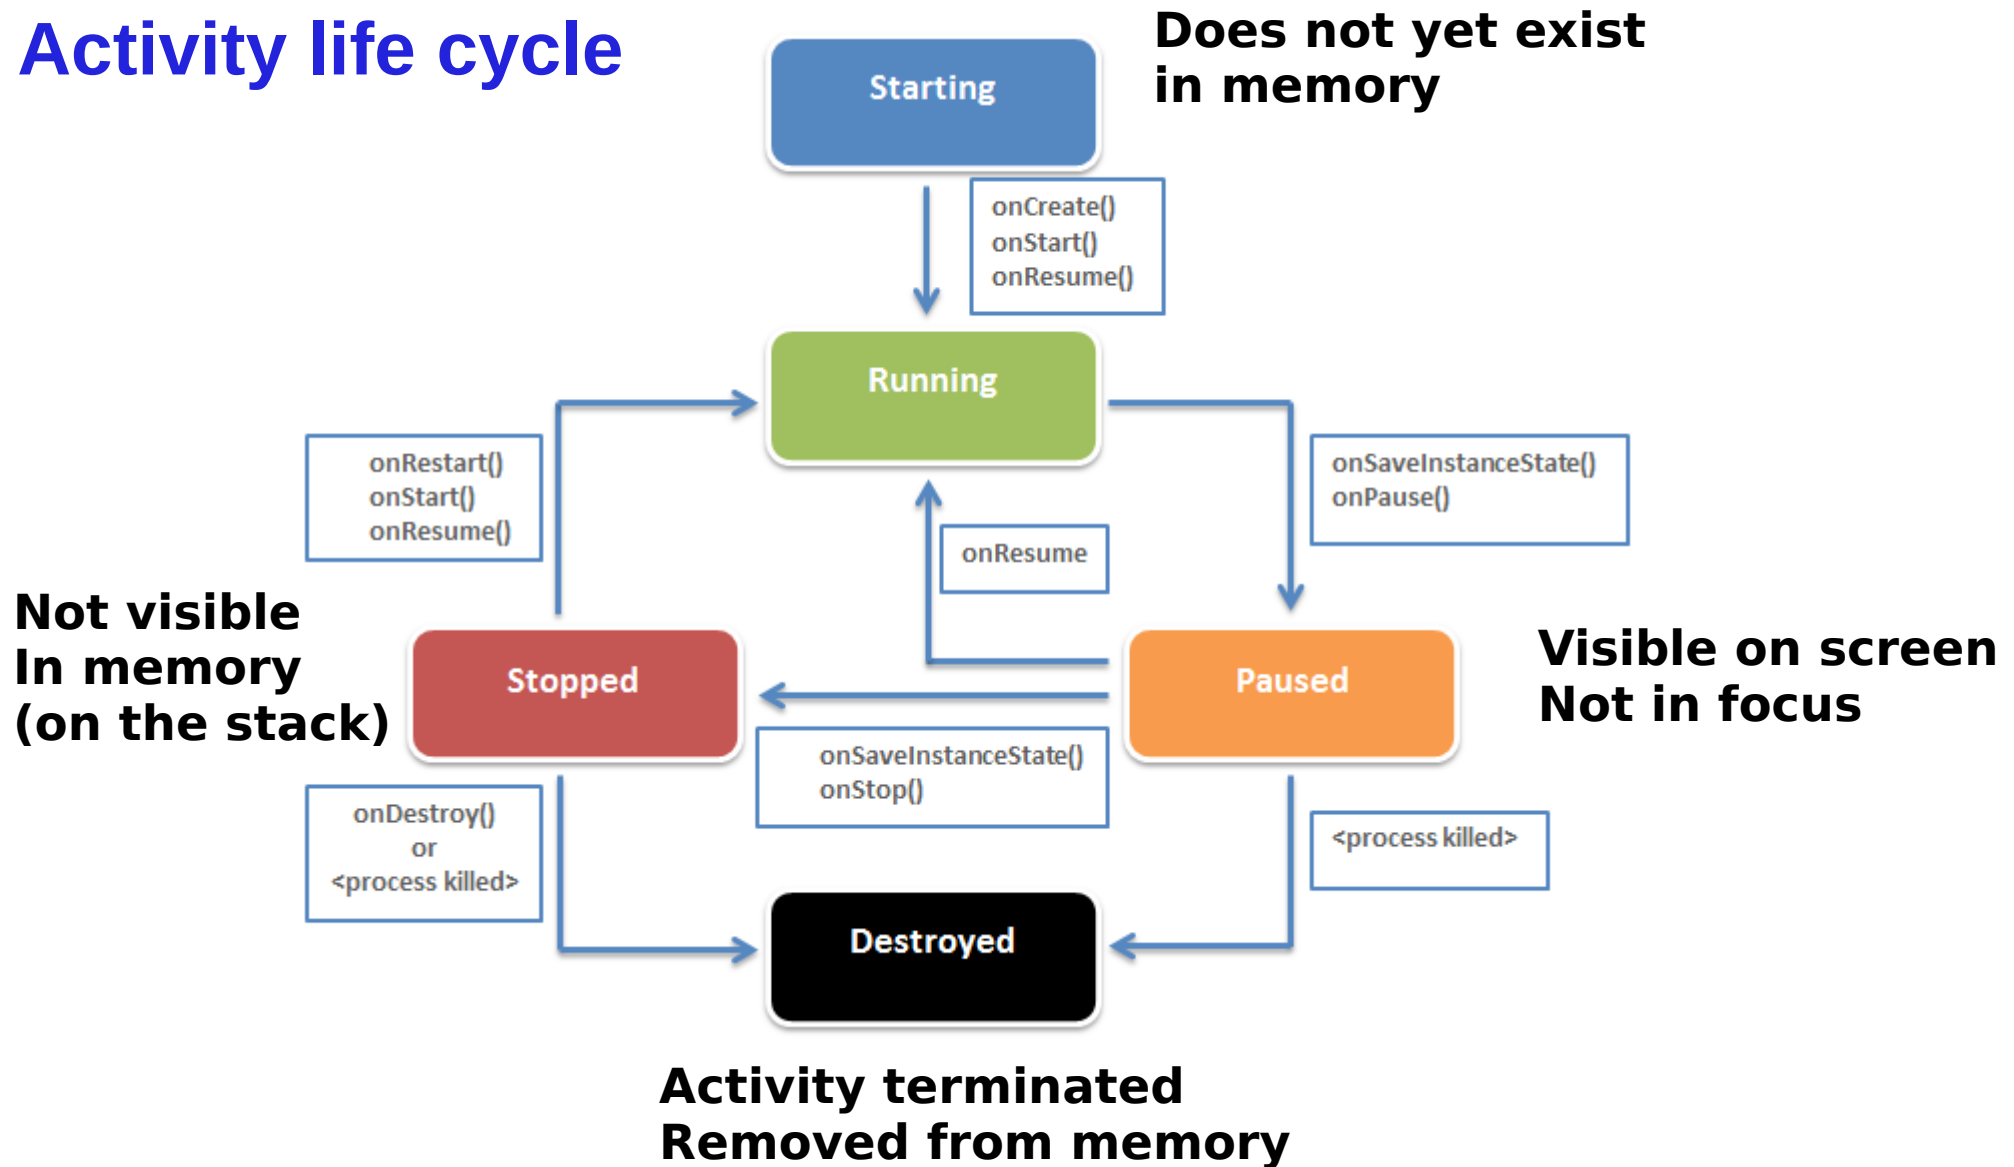 Activity life cycle
Does not yet exist
in memory
Starting
onCreate()
onStart()
onResume()
Running
onRestart()
onStart()
onResume()
onSaveInstanceState()
onPause()
onResume
Not visible
In memory
(on the stack)
Stopped
Paused
Visible on screen
Not in focus
onSaveInstanceState()
onStop()
onDestroy()
or
<process killed>
<process killed>
Destroyed
Activity terminated
Removed from memory